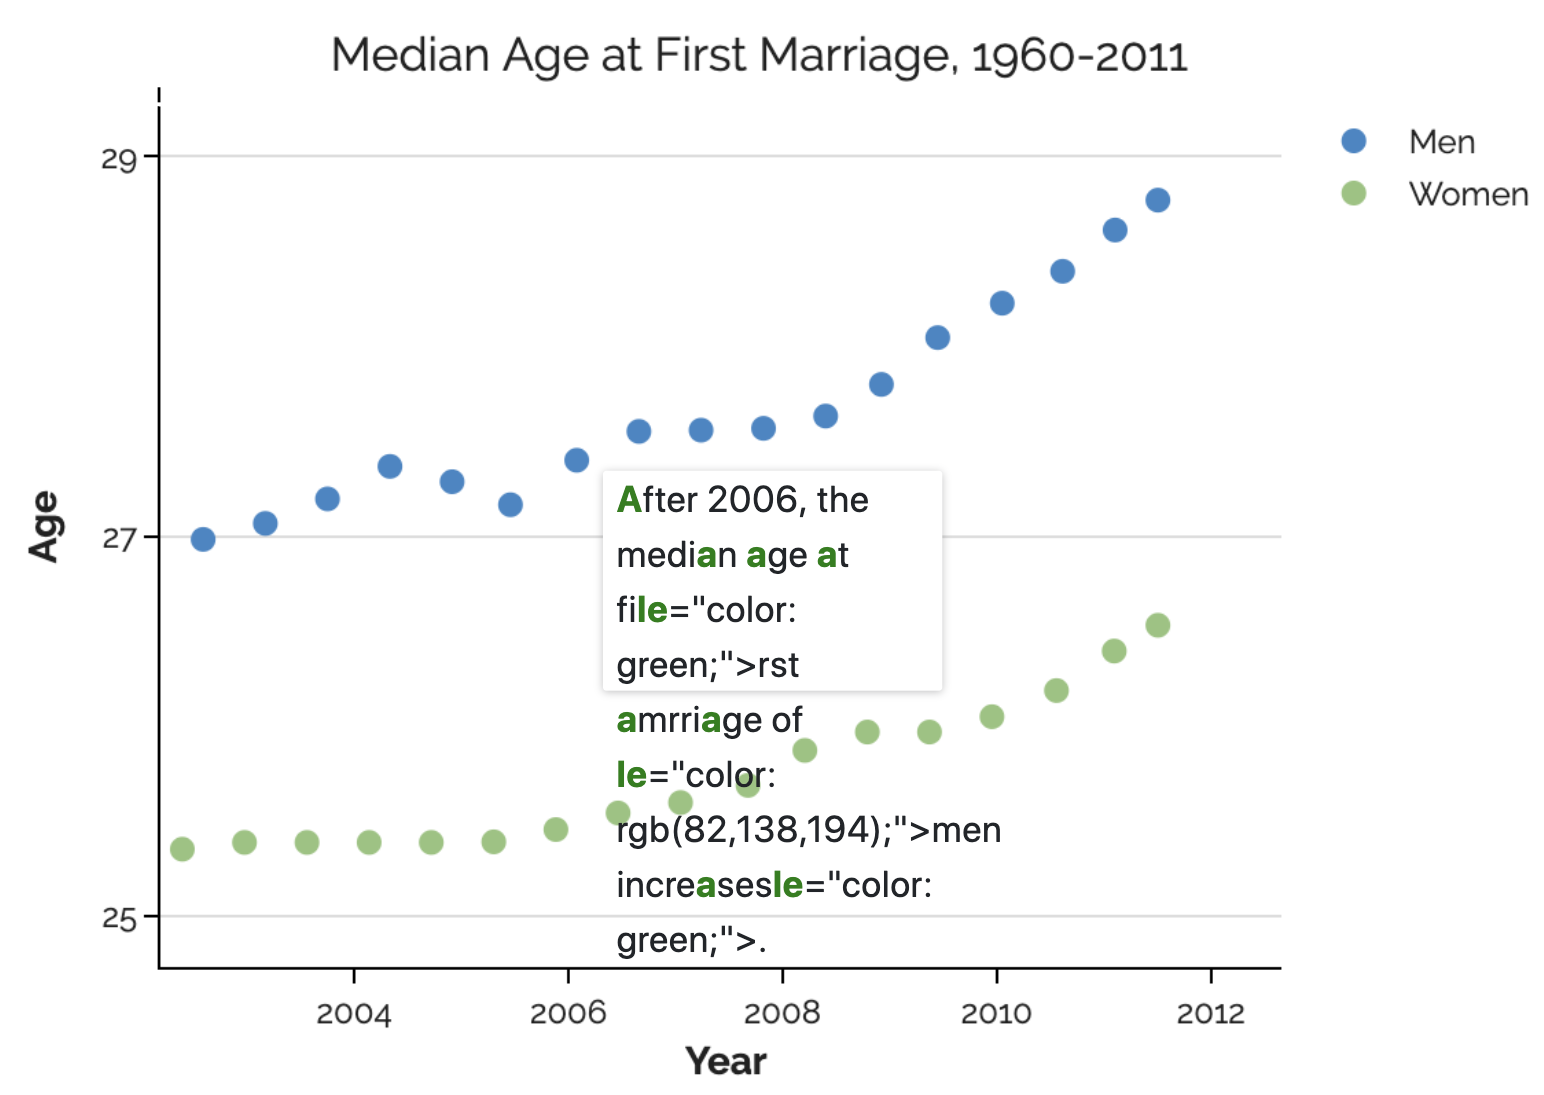 Median Age at First Marriage, 1960-2011
Men
Women
29
27
25
Age
After 2006, the
median age at
file="color:
green;">rst
amrriage of
le="color:
rgb(82,138,194);">men
increasesle="color:
green;">.
2004 2006 2008 2010 2012
Year